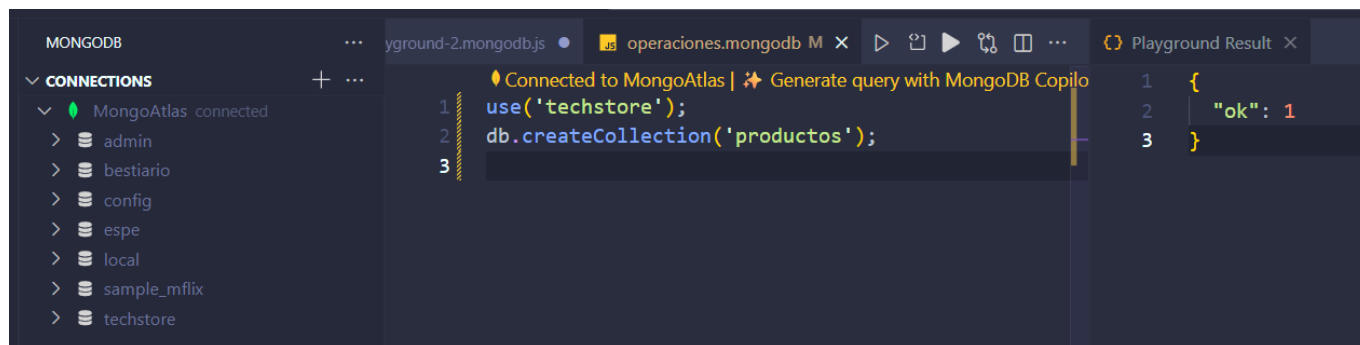 MONGODB
CONNECTIONS
MongoAtlas connected
admin
bestiario
config
espe
local
sample_mflix
techstore
yground-2.mongodb.js
JS operaciones.mongodb M
Connected to MongoAtlas | Generate query with MongoDB Copilo
1 use('techstore');
2 db.createCollection('productos');
3
{} Playground Result
1 {
2 "ok": 1
3 }